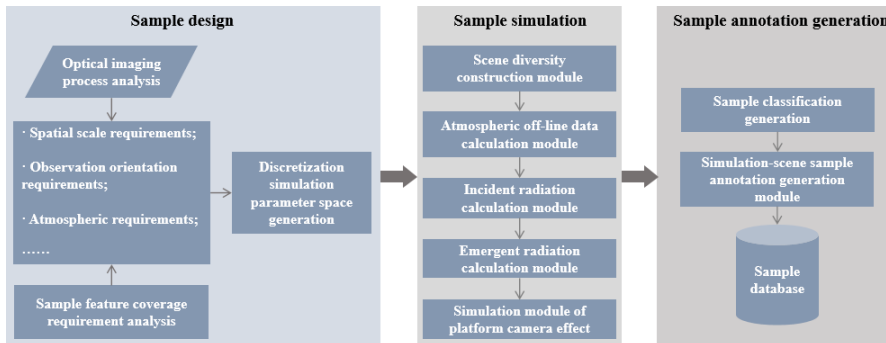 Sample design
Optical imaging
process analysis
· Spatial scale requirements;
· Observation orientation
requirements;
· Atmospheric requirements;
……
Sample feature coverage
requirement analysis
Discretization
simulation
parameter space
generation
Sample simulation
Scene diversity
construction module
Atmospheric off-line data
calculation module
Incident radiation
calculation module
Emergent radiation
calculation module
Simulation module of
platform camera effect
Sample annotation generation
Sample classification
generation
Simulation-scene sample
annotation generation
module
Sample
database